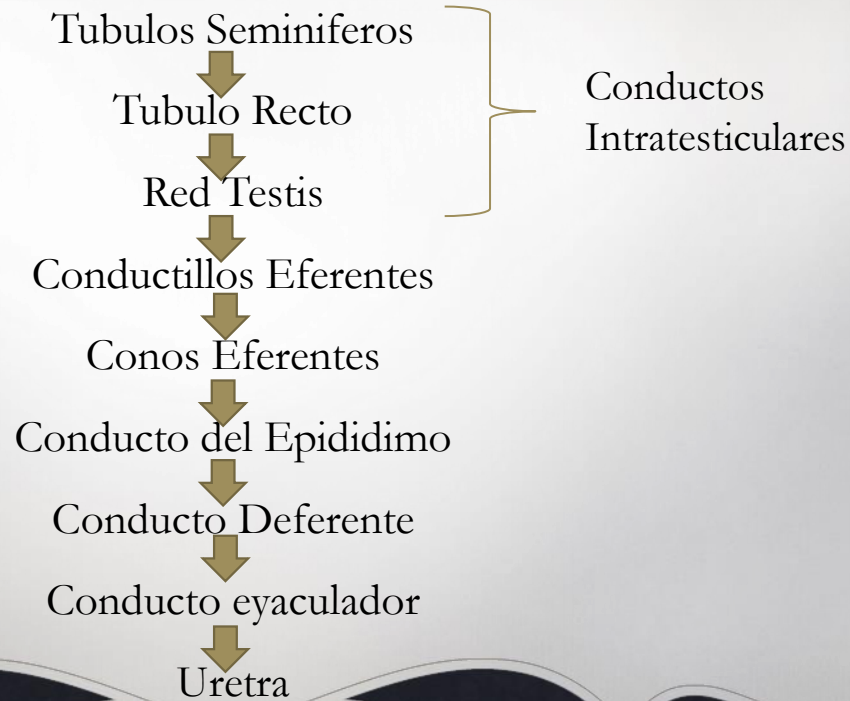 Tubulos Seminiferos
Tubulo Recto
Red Testis
Conductos
Intratesticulares
Conductillos Eferentes
Conos Eferentes
Conducto del Epididimo
Conducto Deferente
Conducto eyaculador
Uretra